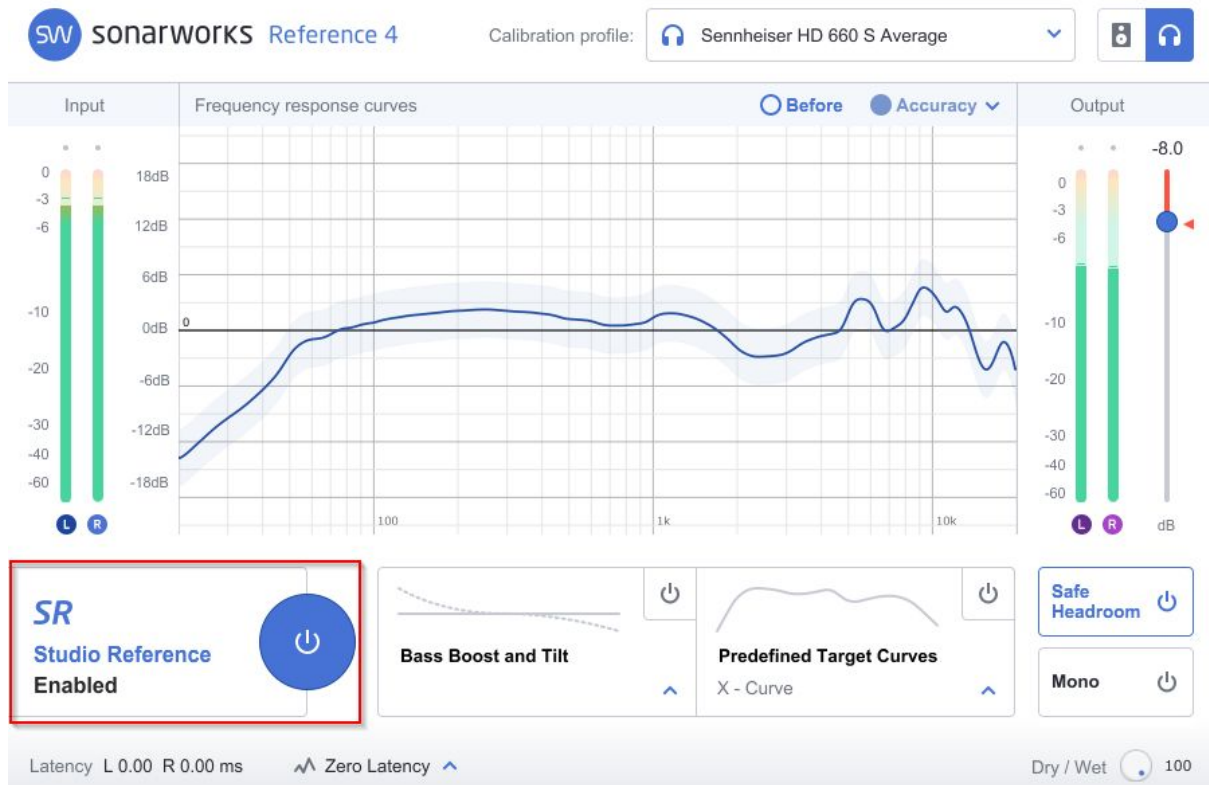 SW sonarworks Reference 4 Calibration profile: Sennheiser HD 660 S Average
Input Frequency response curves Before Accuracy Output
-8.0
0
-3
-6
-10
-20
-30
-40
-60
L R
18dB
12dB
6dB
0dB
-6dB
-12dB
-18dB
0
100 1k 10k
0
-3
-6
-10
-20
-30
-40
-60
L R dB
SR
Studio Reference
Enabled
Bass Boost and Tilt
Predefined Target Curves
X - Curve
Safe
Headroom
Mono
Latency L 0.00 R 0.00 ms Zero Latency Dry / Wet 100